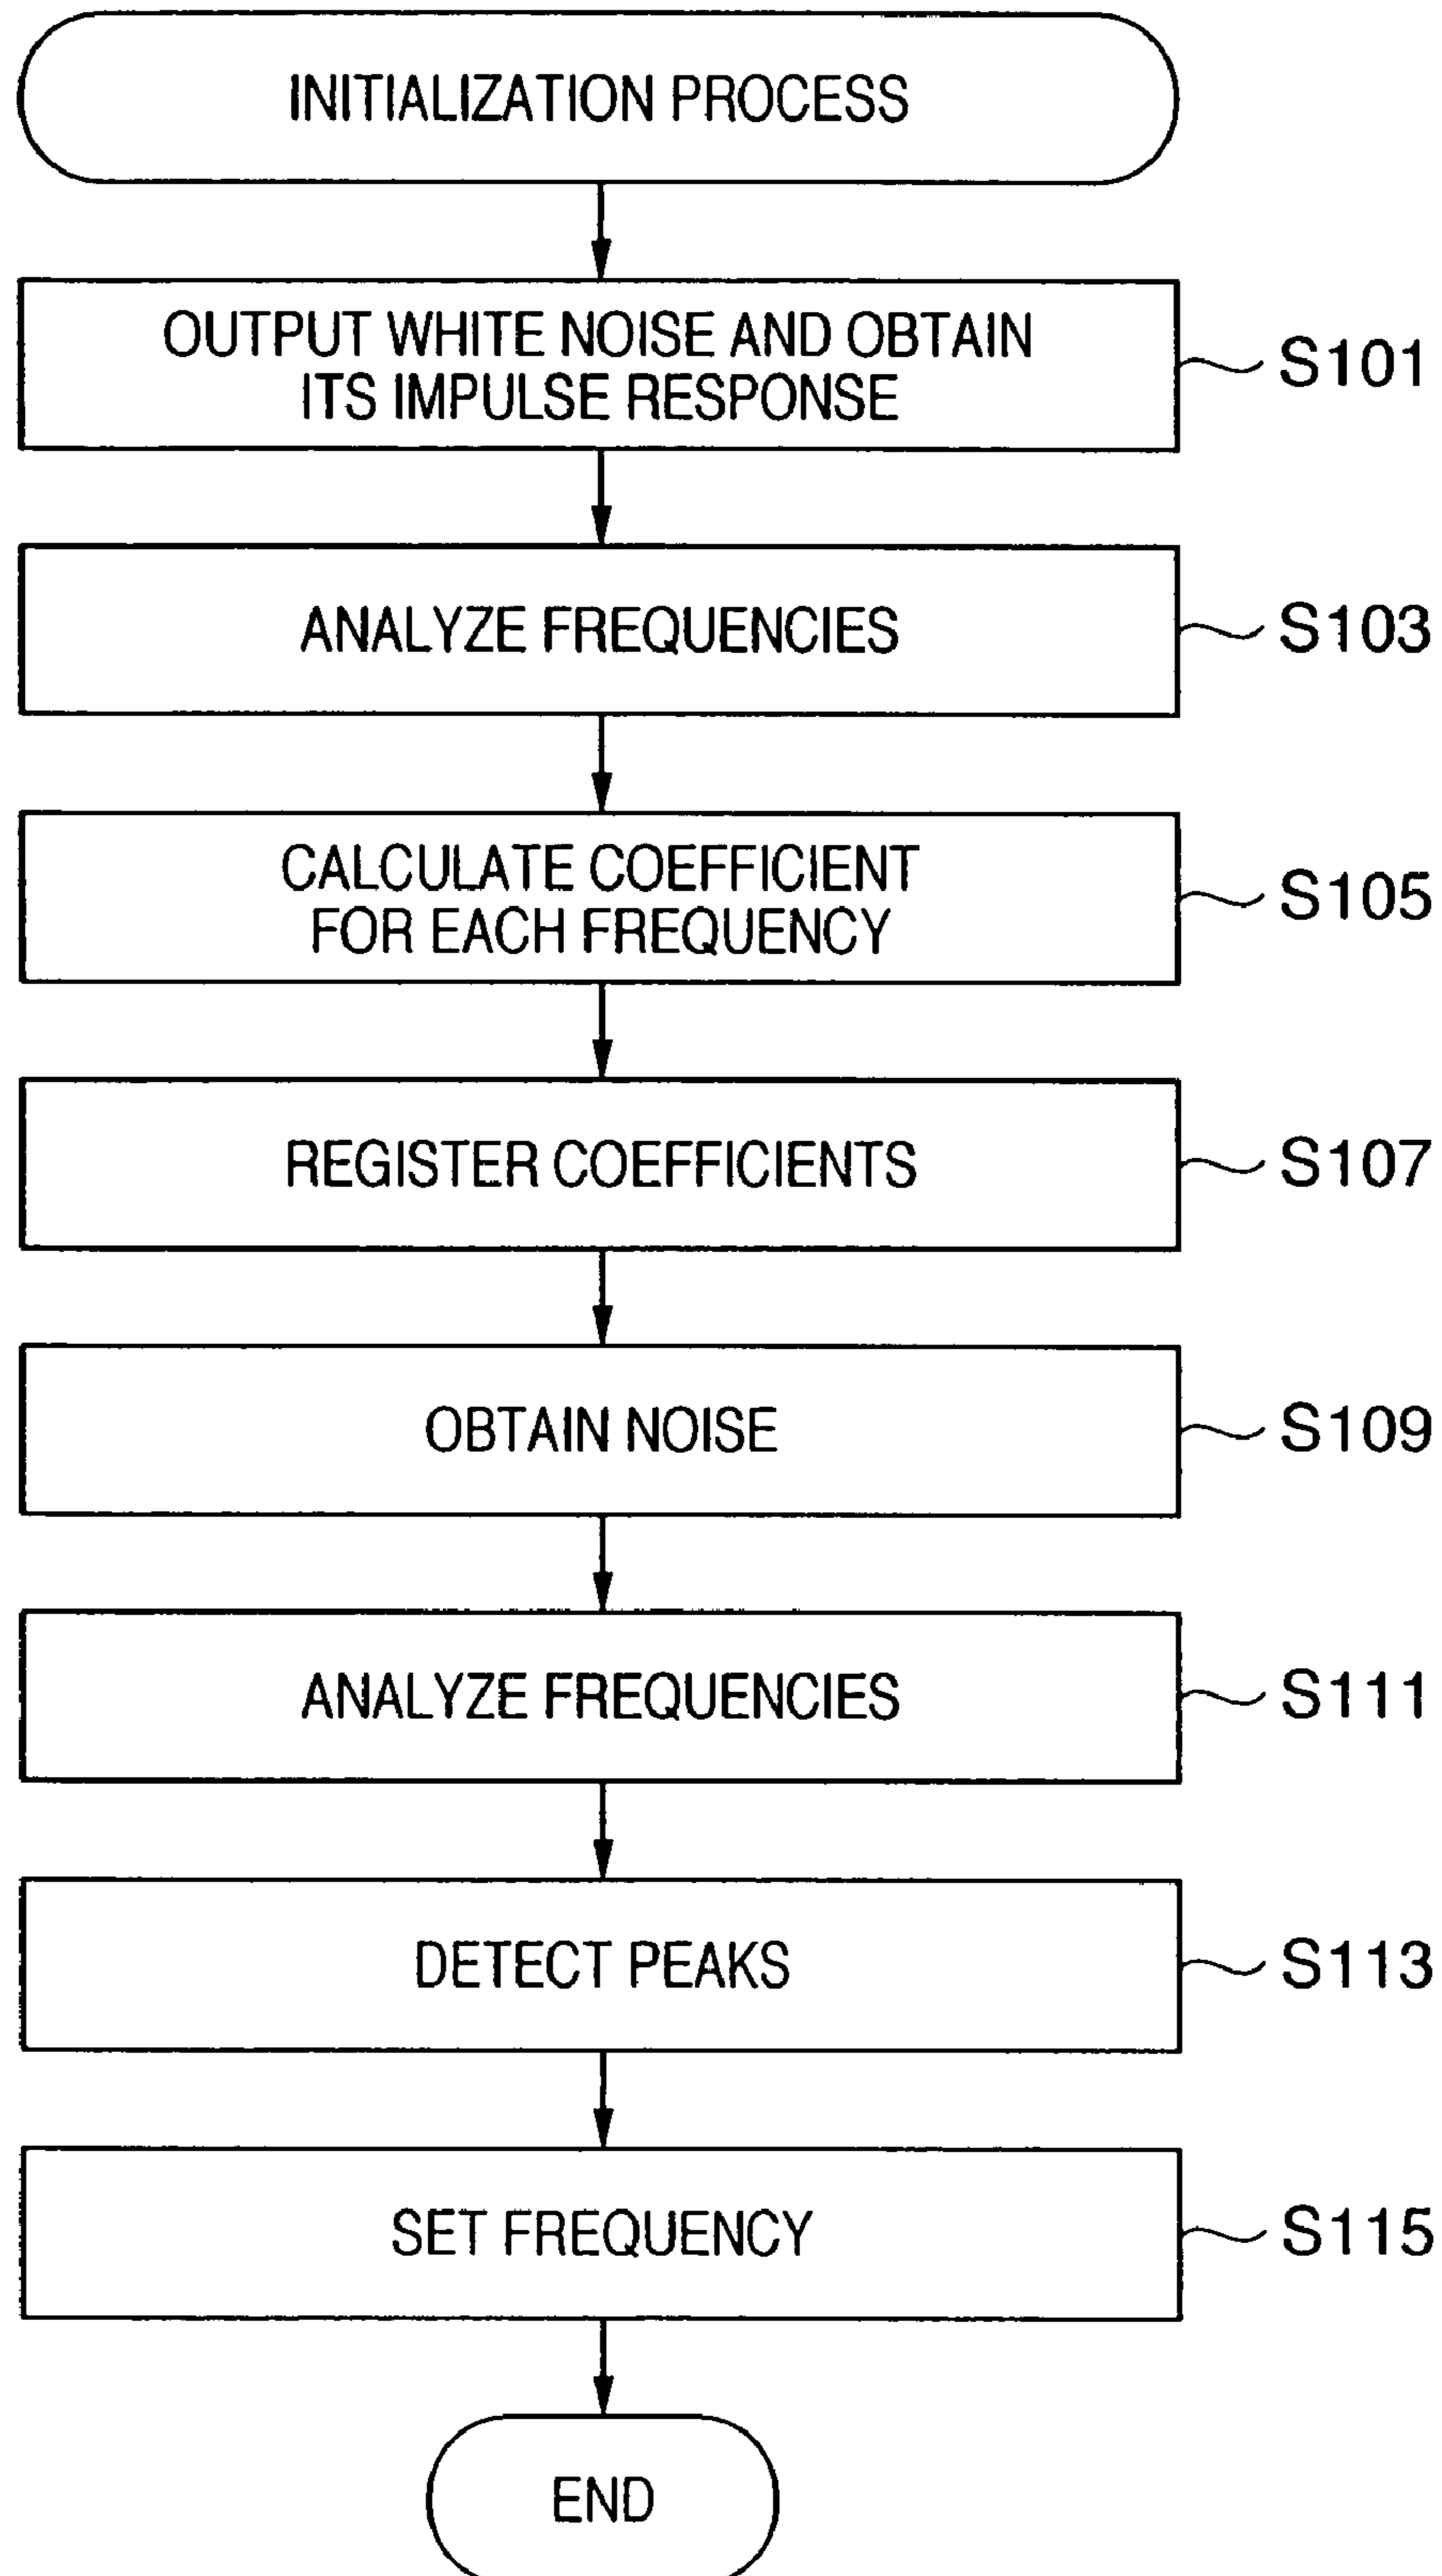 INITIALIZATION PROCESS
OUTPUT WHITE NOISE AND OBTAIN
ITS IMPULSE RESPONSE
S101
ANALYZE FREQUENCIES
S103
CALCULATE COEFFICIENT
FOR EACH FREQUENCY
S105
REGISTER COEFFICIENTS
S107
OBTAIN NOISE
S109
ANALYZE FREQUENCIES
S111
DETECT PEAKS
S113
SET FREQUENCY
S115
END